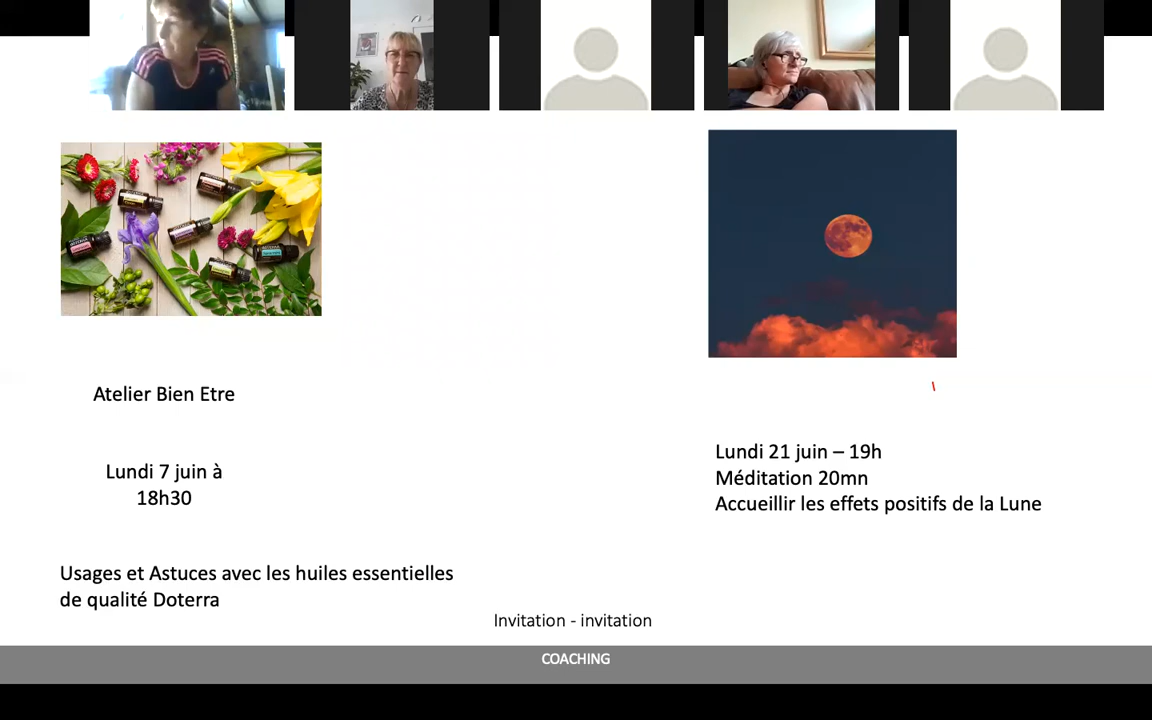 Atelier Bien Etre
Lundi 7 juin à
18h30
Usages et Astuces avec les huiles essentielles
de qualité Doterra
Lundi 21 juin – 19h
Méditation 20mn
Accueillir les effets positifs de la Lune
Invitation - invitation
COACHING